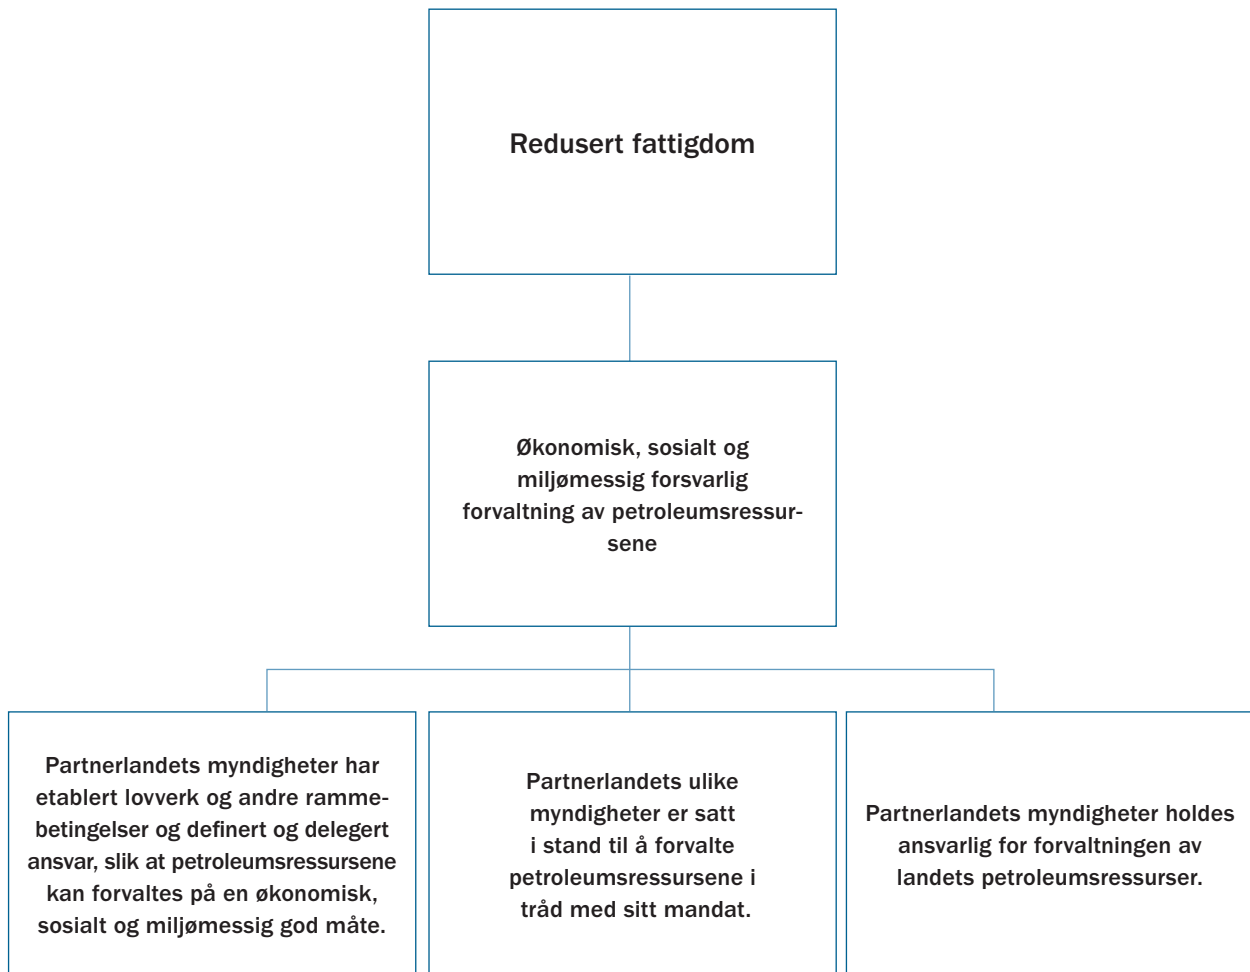 Redusert fattigdom
Økonomisk, sosialt og
miljømessig forsvarlig
forvaltning av petroleumsressur-
sene
Partnerlandets myndigheter har
etablert lovverk og andre ramme-
betingelser og definert og delegert
ansvar, slik at petroleumsressursene
kan forvaltes på en økonomisk,
sosialt og miljømessig god måte.
Partnerlandets ulike
myndigheter er satt
i stand til å forvalte
petroleumsressursene i
tråd med sitt mandat.
Partnerlandets myndigheter holdes
ansvarlig for forvaltningen av
landets petroleumsressurser.